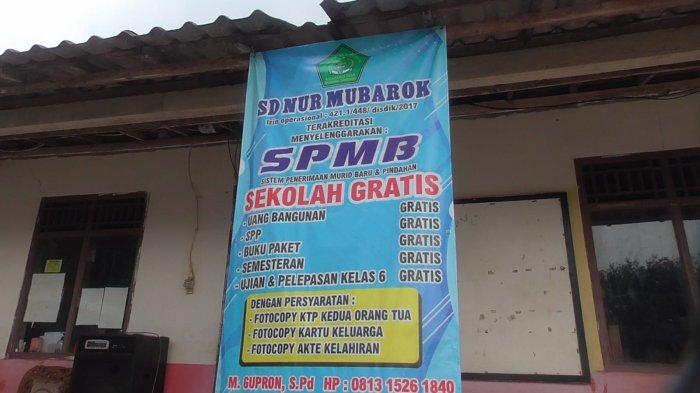 SD NUR MUBAROK
Izin operasional - 421.1/448/ disdik/2017
TERAKREDITASI
MENYELENGGARAKAN :
SPMB
SISTEM PENERIMAAN MURID BARU & PINDAHAN
SEKOLAH GRATIS
- UANG BANGUNAN GRATIS
- SPP GRATIS
- BUKU PAKET GRATIS
- SEMESTERAN GRATIS
- UJIAN & PELEPASAN KELAS 6 GRATIS
DENGAN PERSYARATAN :
- FOTOCOPY KTP KEDUA ORANG TUA
- FOTOCOPY KARTU KELUARGA
- FOTOCOPY AKTE KELAHIRAN
M. GUPRON, S.Pd HP : 0813 1526 1840